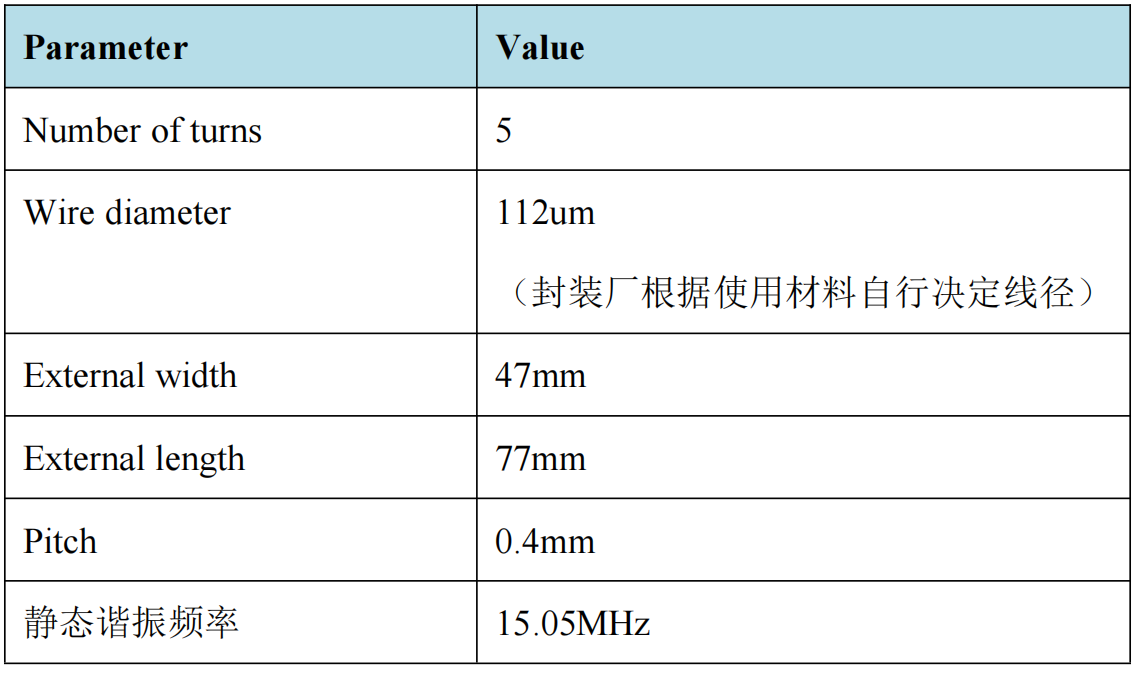 Parameter Value
Number of turns 5
Wire diameter 112um
（封装厂根据使用材料自行决定线径）
External width 47mm
External length 77mm
Pitch 0.4mm
静态谐振频率 15.05MHz